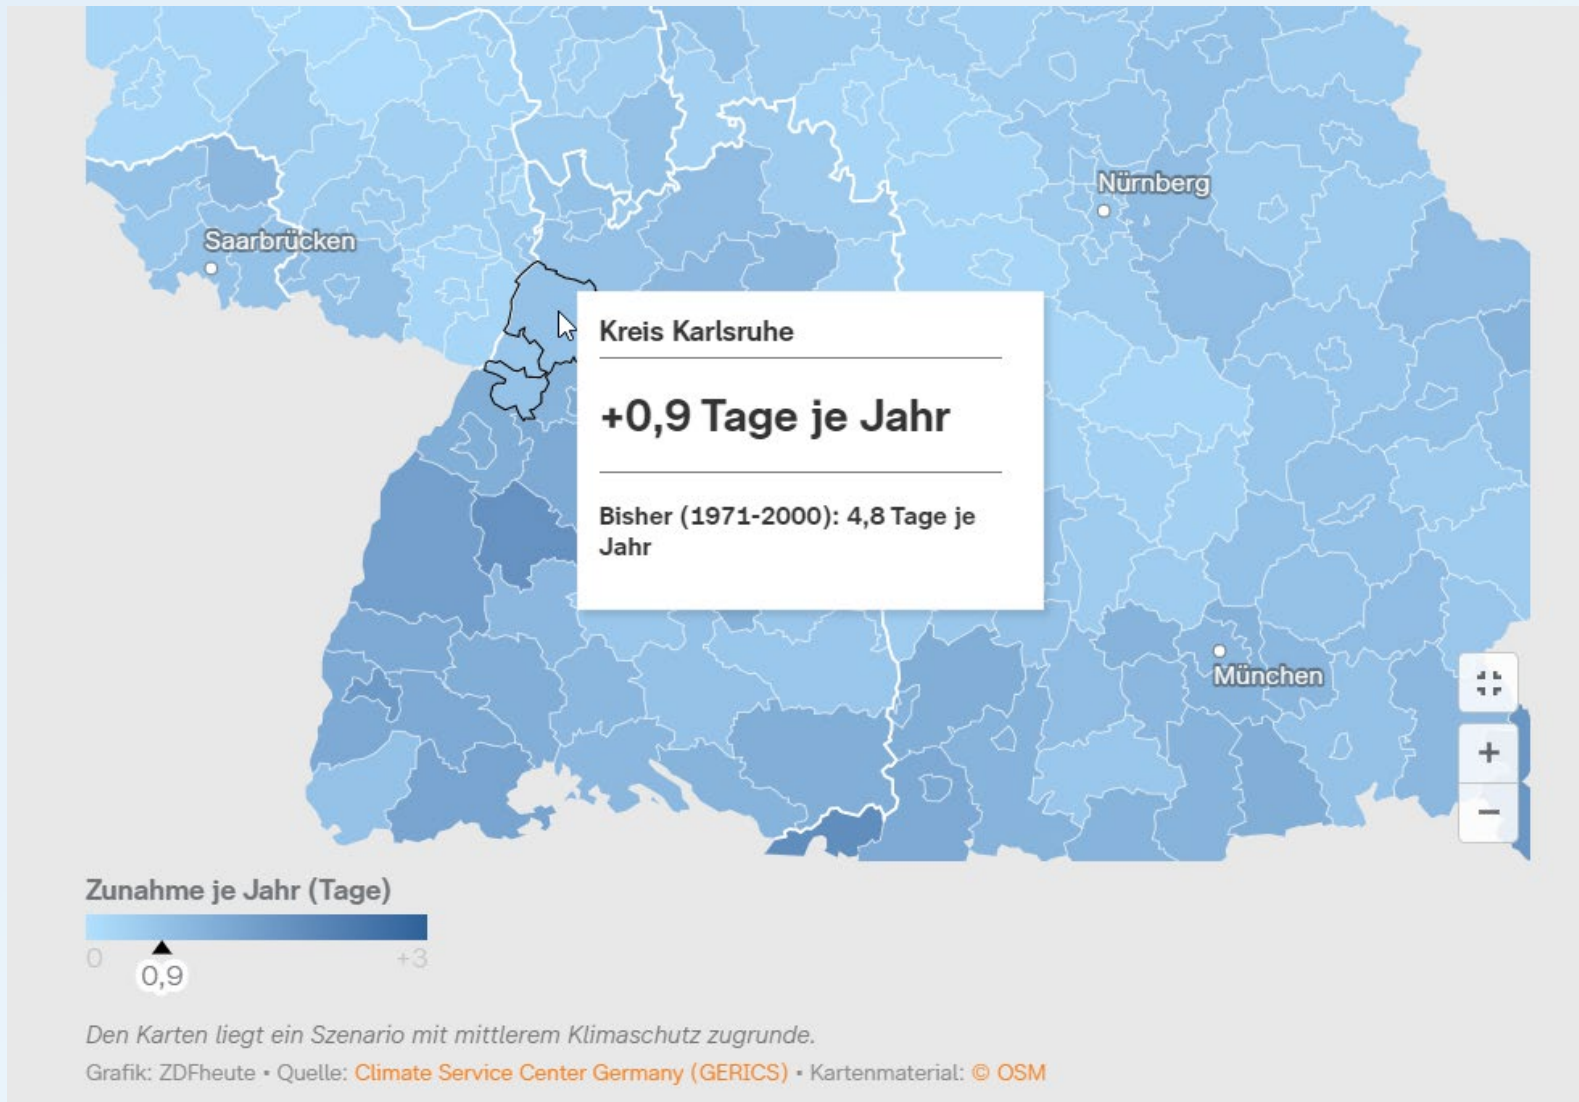 Nürnberg
Saarbrücken
Kreis Karlsruhe
+0,9 Tage je Jahr
Bisher (1971-2000): 4,8 Tage je
Jahr
München
+
−
Zunahme je Jahr (Tage)
0 +3
0,9
Den Karten liegt ein Szenario mit mittlerem Klimaschutz zugrunde.
Grafik: ZDFheute • Quelle: Climate Service Center Germany (GERICS) • Kartenmaterial: © OSM